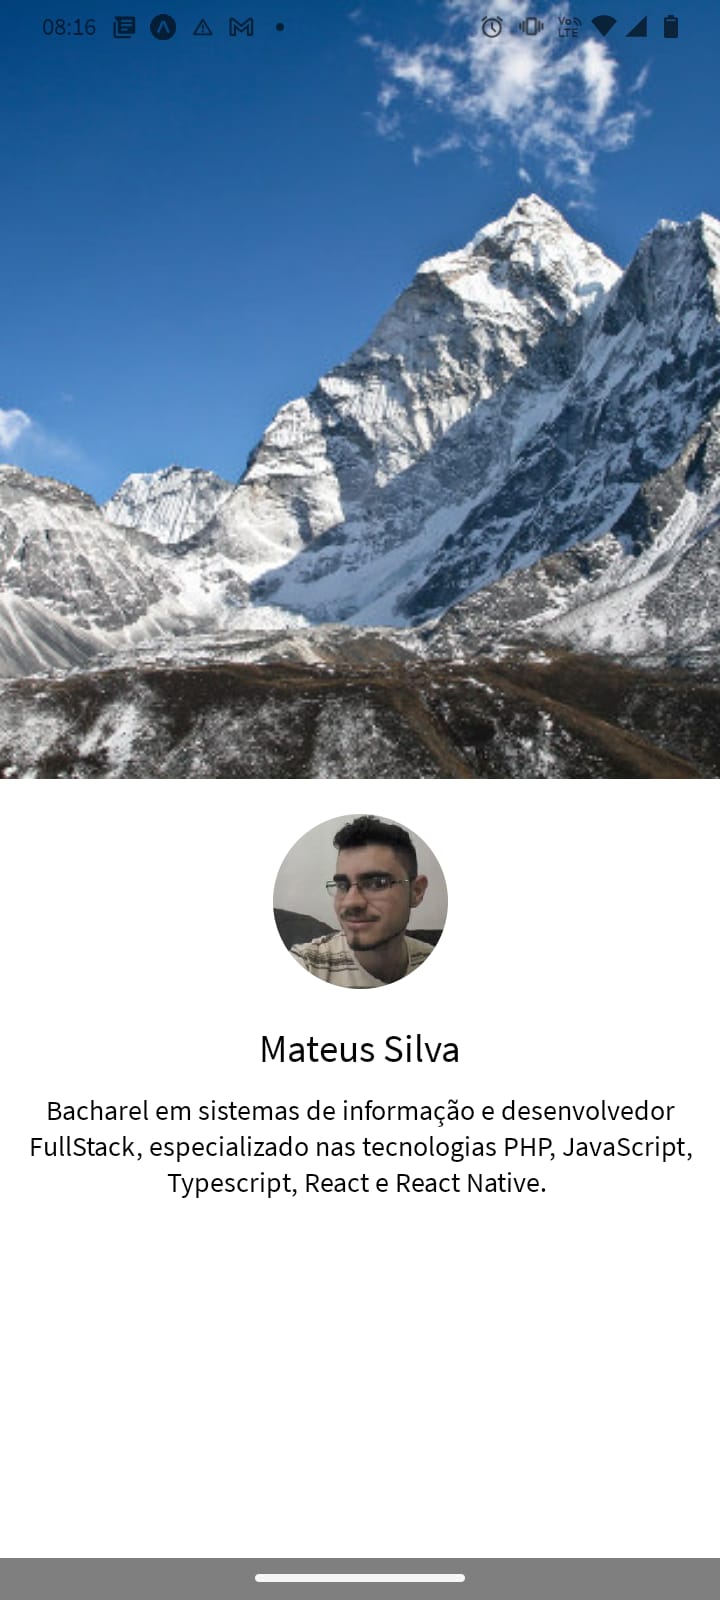 08:16
Vo LTE
Mateus Silva
Bacharel em sistemas de informação e desenvolvedor
FullStack, especializado nas tecnologias PHP, JavaScript,
Typescript, React e React Native.